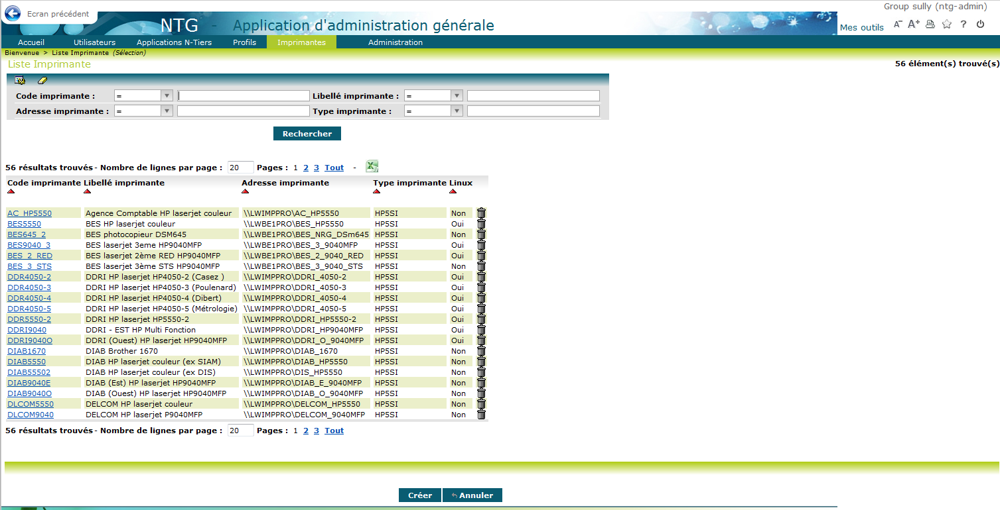 Ecran précédent
Group sully (ntg-admin)
NTG - Application d'administration générale
Mes outils A- A+ ?
Accueil Utilisateurs Applications N-Tiers Profils Imprimantes Administration
Bienvenue > Liste Imprimante (Sélection)
Liste Imprimante
56 élément(s) trouvé(s)
Code imprimante : = Libellé imprimante : =
Adresse imprimante : = Type imprimante : =
Rechercher
56 résultats trouvés - Nombre de lignes par page : 20 Pages : 1 2 3 Tout -
Code imprimante Libellé imprimante Adresse imprimante Type imprimante Linux
AC_HP5550 Agence Comptable HP laserjet couleur \\LWIMPPRO\AC_HP5550 HP5SI Non
BES5550 BES HP laserjet couleur \\LWBE1PRO\BES_HP5550 HP5SI Oui
BES645_2 BES photocopieur DSM645 \\LWBE1PRO\BES_NRG_DSm645 HP5SI Non
BES9040_3 BES laserjet 3eme HP9040MFP \\LWBE1PRO\BES_3_9040MFP HP5SI Oui
BES_2_RED BES laserjet 2ème RED HP9040MFP \\LWBE1PRO\BES_2_9040_RED HP5SI Oui
BES_3_STS BES laserjet 3ème STS HP9040MFP \\LWBE1PRO\BES_3_9040_STS HP5SI Non
DDR4050-2 DDRI HP laserjet HP4050-2 (Casez ) \\LWIMPPRO\DDRI_4050-2 HP5SI Oui
DDR4050-3 DDRI HP laserjet HP4050-3 (Poulenard) \\LWIMPPRO\DDRI_4050-3 HP5SI Oui
DDR4050-4 DDRI HP laserjet HP4050-4 (Dibert) \\LWIMPPRO\DDRI_4050-4 HP5SI Oui
DDR4050-5 DDRI HP laserjet HP4050-5 (Métrologie) \\LWIMPPRO\DDRI_4050-5 HP5SI Oui
DDR5550-2 DDRI HP laserjet HP5550-2 \\LWIMPPRO\DDRI_HP5550-2 HP5SI Oui
DDRI9040 DDRI - EST HP Multi Fonction \\LWIMPPRO\DDRI_HP9040MFP HP5SI Oui
DDRI9040O DDRI (Ouest) HP laserjet HP9040MFP \\LWIMPPRO\DDRI_O_9040MFP HP5SI Oui
DIAB1670 DIAB Brother 1670 \\LWIMPPRO\DIAB_1670 HP5SI Non
DIAB5550 DIAB HP laserjet couleur (ex SIAM) \\LWIMPPRO\DIAB_HP5550 HP5SI Non
DIAB55502 DIAB HP laserjet couleur (ex DIS) \\LWIMPPRO\DIS_HP5550 HP5SI Non
DIAB9040E DIAB (Est) HP laserjet HP9040MFP \\LWIMPPRO\DIAB_E_9040MFP HP5SI Non
DIAB9040O DIAB (Ouest) HP laserjet HP9040MFP \\LWIMPPRO\DIAB_O_9040MFP HP5SI Non
DLCOM5550 DELCOM HP laserjet couleur \\LWIMPPRO\DELCOM_HP5550 HP5SI Non
DLCOM9040 DELCOM HP laserjet P9040MFP \\LWIMPPRO\DELCOM_9040MFP HP5SI Non
56 résultats trouvés - Nombre de lignes par page : 20 Pages : 1 2 3 Tout
Créer Annuler